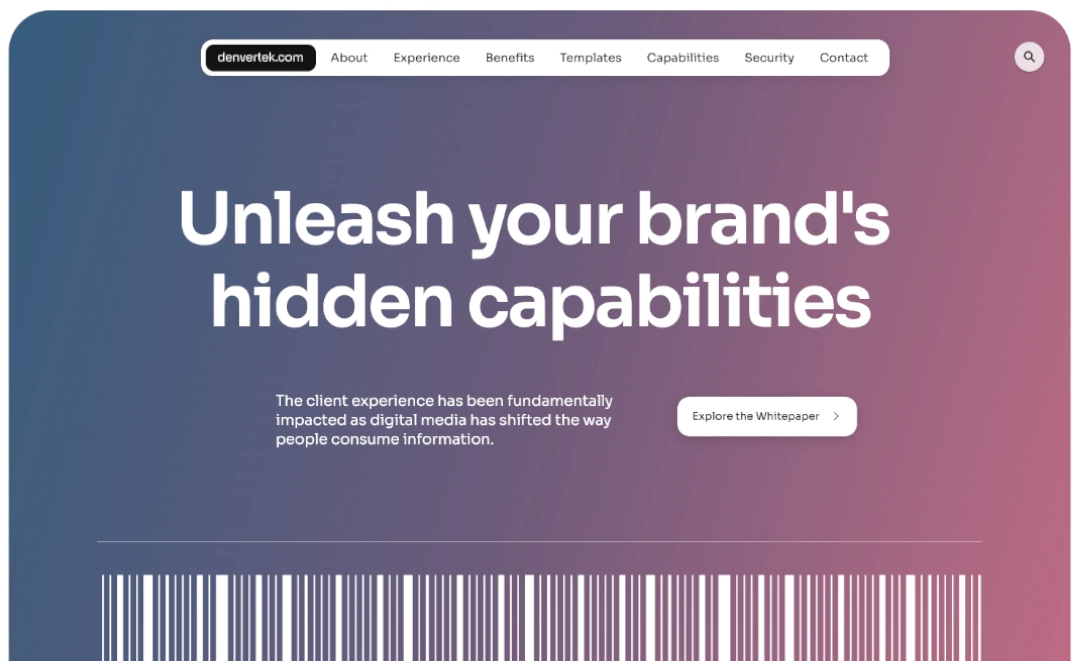 denvertek.com About Experience Benefits Templates Capabilities Security Contact
Unleash your brand's
hidden capabilities
The client experience has been fundamentally
impacted as digital media has shifted the way
people consume information.
Explore the Whitepaper